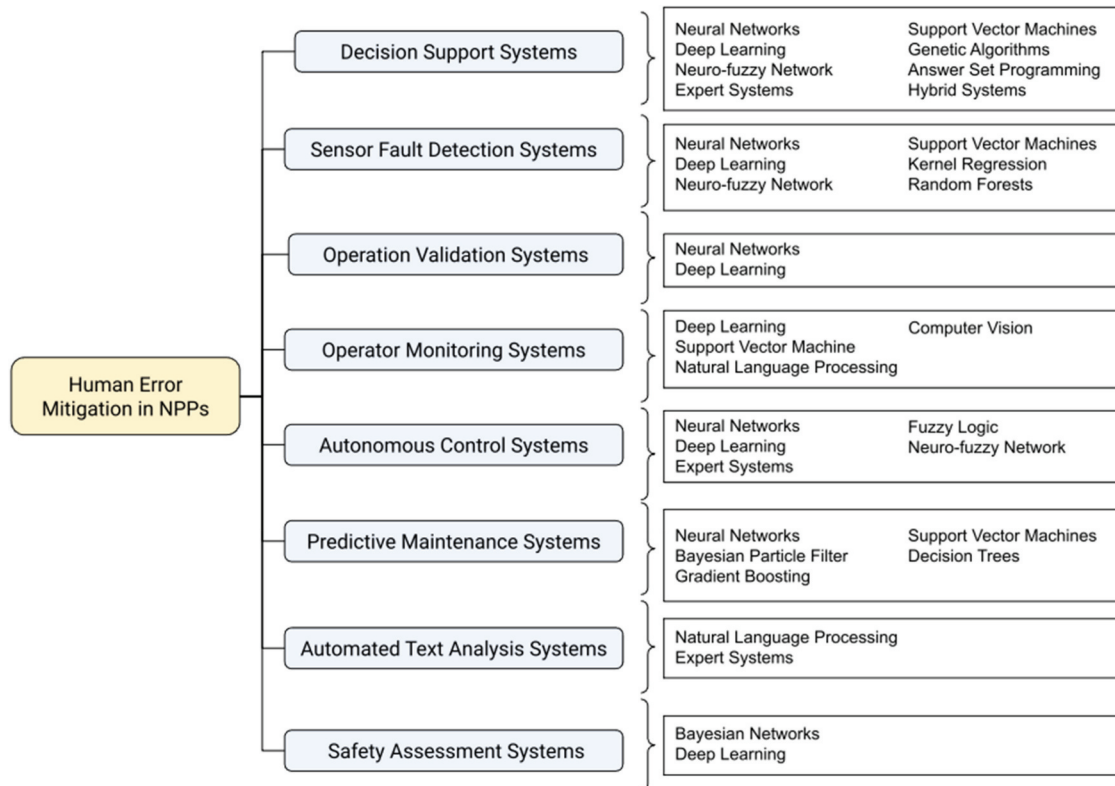 Decision Support Systems
Neural Networks
Deep Learning
Neuro-fuzzy Network
Expert Systems
Support Vector Machines
Genetic Algorithms
Answer Set Programming
Hybrid Systems
Sensor Fault Detection Systems
Neural Networks
Deep Learning
Neuro-fuzzy Network
Support Vector Machines
Kernel Regression
Random Forests
Operation Validation Systems
Neural Networks
Deep Learning
Operator Monitoring Systems
Deep Learning
Support Vector Machine
Natural Language Processing
Computer Vision
Human Error
Mitigation in NPPs
Autonomous Control Systems
Neural Networks
Deep Learning
Expert Systems
Fuzzy Logic
Neuro-fuzzy Network
Predictive Maintenance Systems
Neural Networks
Bayesian Particle Filter
Gradient Boosting
Support Vector Machines
Decision Trees
Automated Text Analysis Systems
Natural Language Processing
Expert Systems
Safety Assessment Systems
Bayesian Networks
Deep Learning